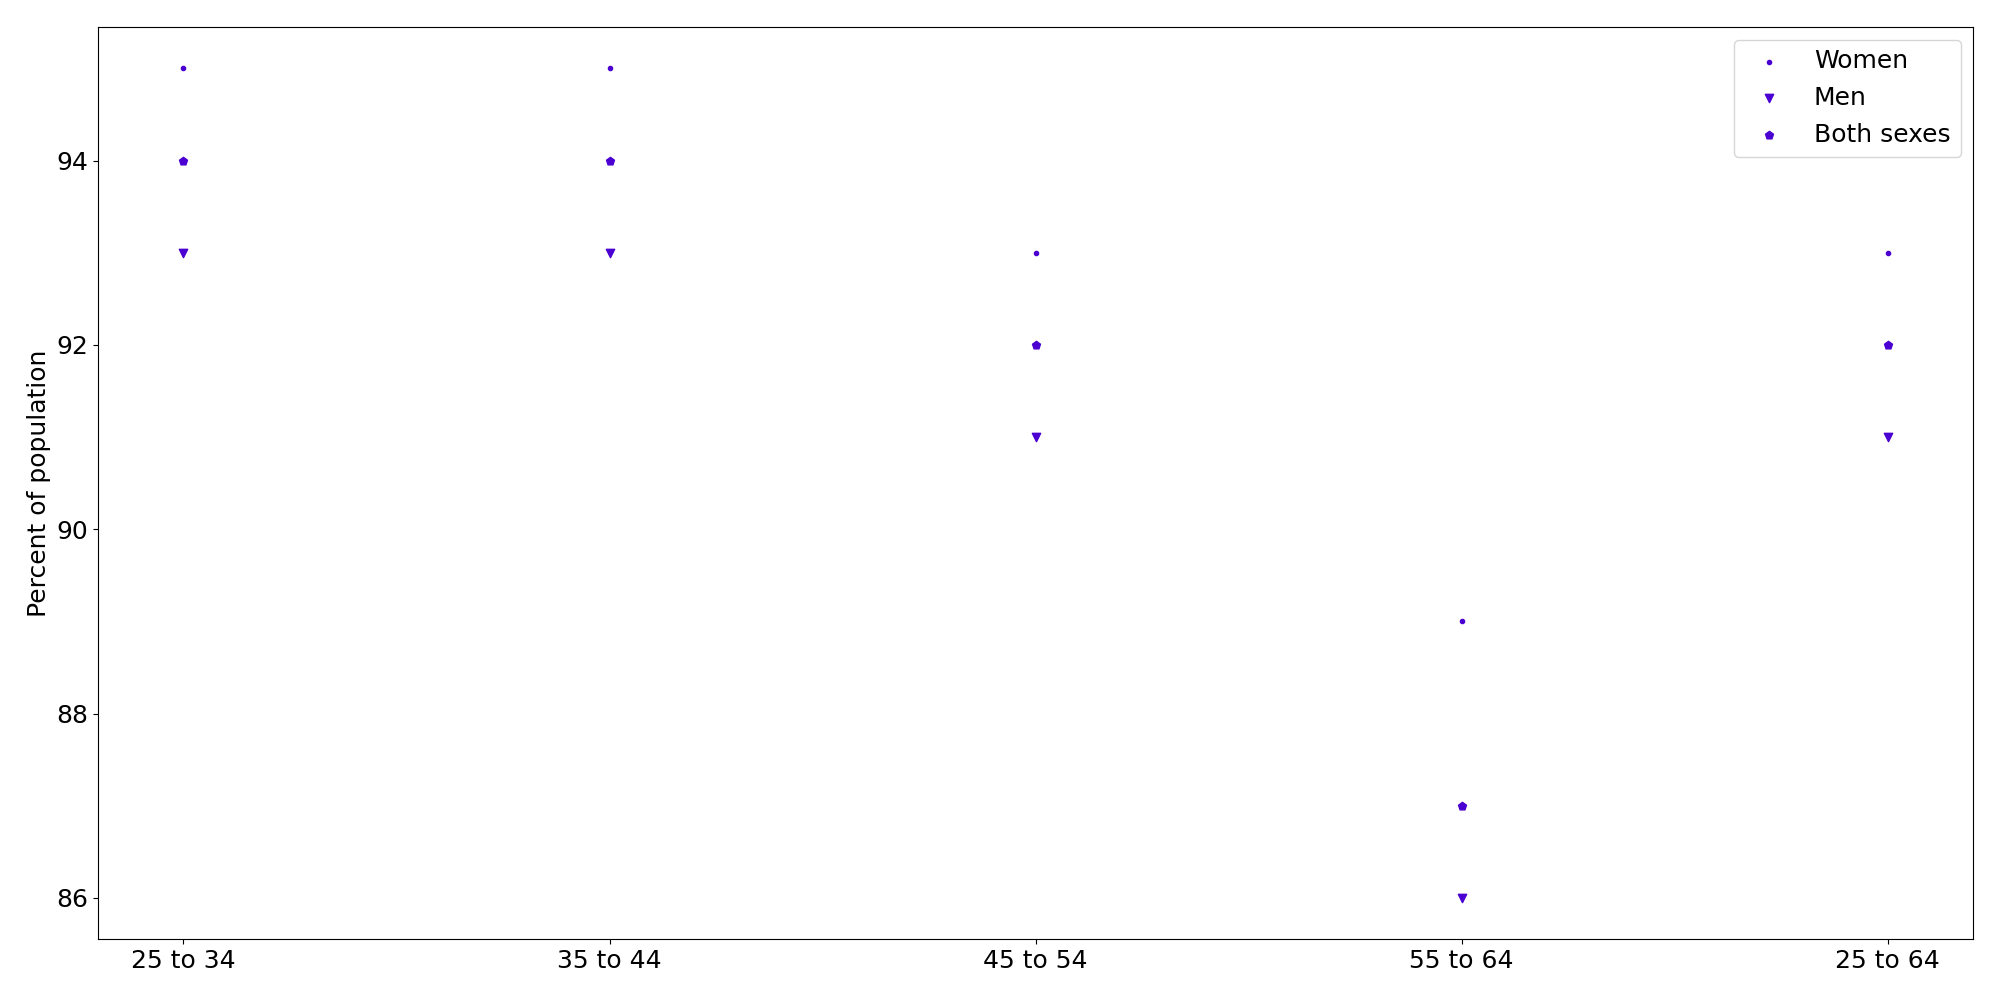 Women
Men
Both sexes
Percent of population
94
92
90
88
86
25 to 34
35 to 44
45 to 54
55 to 64
25 to 64